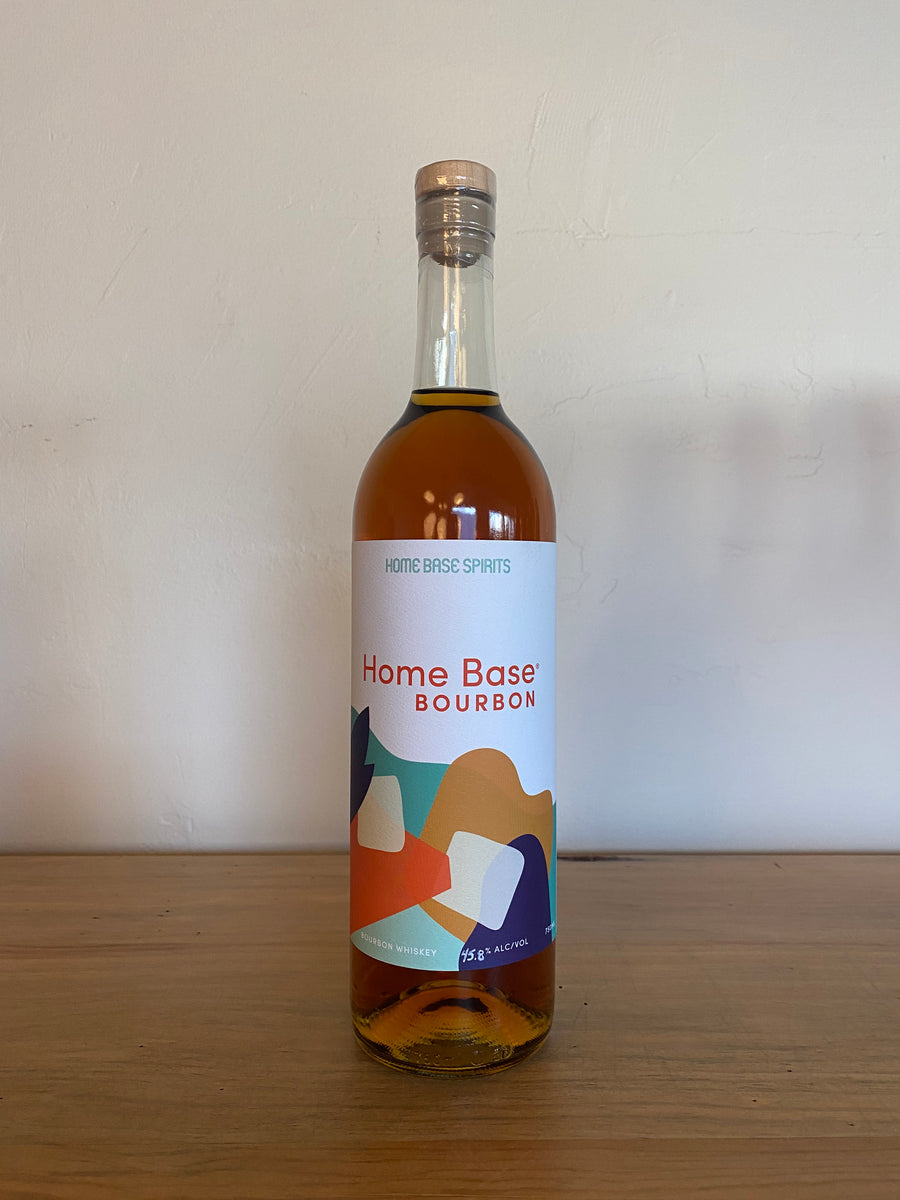 HOME BASE SPIRITS
Home Base®
BOURBON
BOURBON WHISKEY
45.8% ALC/VOL